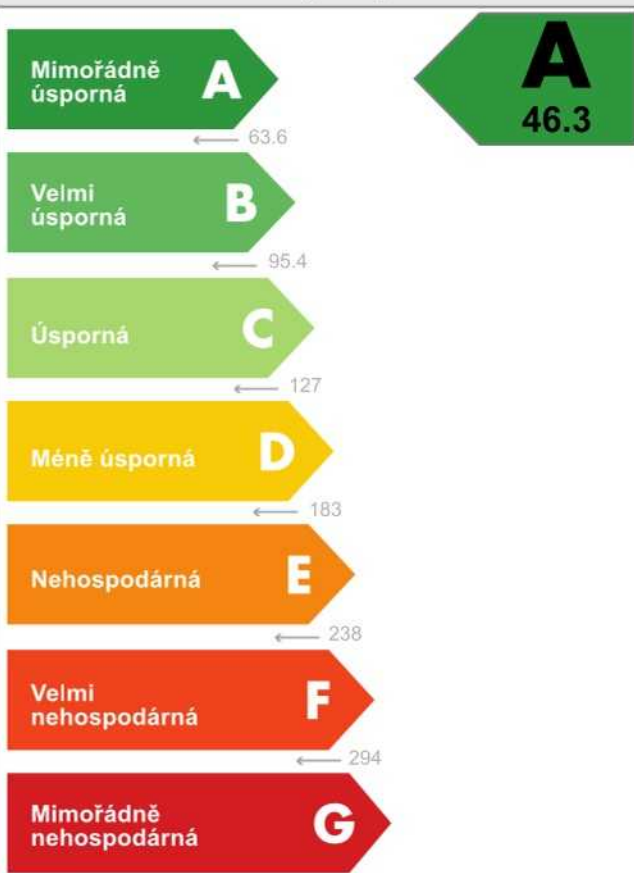 Mimořádně
úsporná
A
63.6
Velmi
úsporná
B
95.4
Úsporná
C
127
Méně úsporná
D
183
Nehospodárná
E
238
Velmi
nehospodárná
F
294
Mimořádně
nehospodárná
G
A
46.3